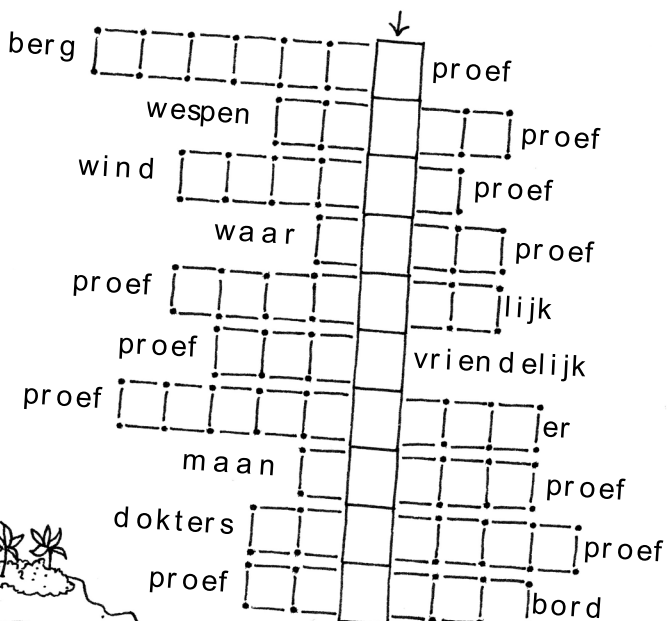 berg proef
wespen proef
wind proef
waar proef
proef lijk
proef vriendelijk
proef er
maan proef
dokters proef
proef bord